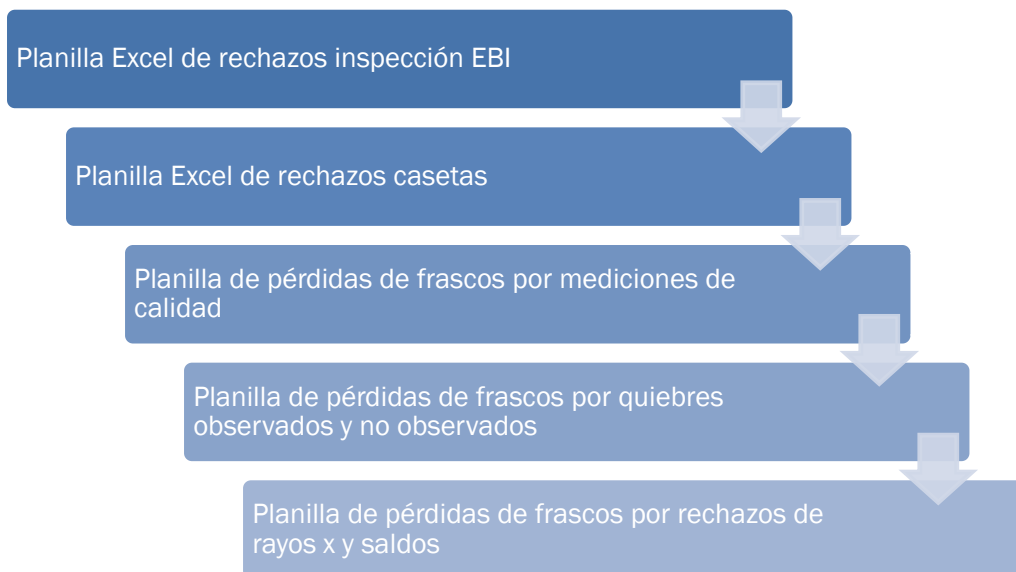 Planilla Excel de rechazos inspección EBI
Planilla Excel de rechazos casetas
Planilla de pérdidas de frascos por mediciones de
calidad
Planilla de pérdidas de frascos por quiebres
observados y no observados
Planilla de pérdidas de frascos por rechazos de
rayos x y saldos